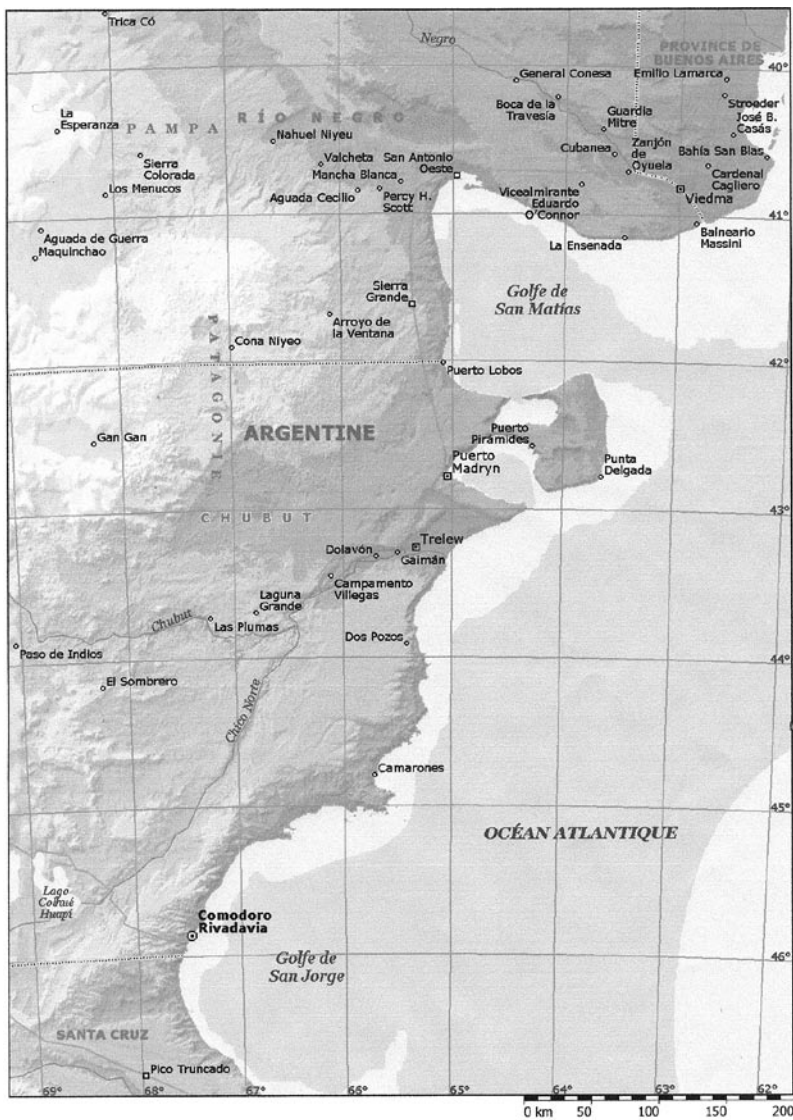 Trica Có
Negro
PROVINCE DE
BUENOS AIRES
40°
General Conesa
Emilio Lamarca
La
Esperanza
PAMPA
RÍO NEGRO
Boca de la
Travesía
Guardia
Mitre
Stroeder
José B.
Casás
Nahuel Niyeu
Sierra
Colorada
Valcheta
San Antonio
Oeste
Cubanea
Zanjón
de
Oyuela
Bahía San Blas
Mancha Blanca
Cardenal
Cagliero
Los Menucos
Aguada Cecilio
Percy H.
Scott
Vicealmirante
Eduardo
O'Connor
Viedma
41°
Aguada de Guerra
Maquinchao
La Ensenada
Balneario
Massini
Sierra
Grande
Golfe de
San Matías
PATAGONIE
Arroyo de
la Ventana
Cona Niyeo
42°
Puerto Lobos
Gan Gan
ARGENTINE
Puerto
Pirámides
Puerto
Madryn
Punta
Delgada
CHUBUT
43°
Trelew
Dolavón
Gaimán
Campamento
Villegas
Laguna
Grande
Chubut
Las Plumas
Dos Pozos
Paso de Indios
44°
El Sombrero
Chico Norte
Camarones
45°
OCÉAN ATLANTIQUE
Lago
Huapí
Comodoro
Rivadavia
Golfe de
San Jorge
46°
SANTA CRUZ
Pico Truncado
69°
68°
67°
66°
65°
64°
63°
62°
0 km 50 100 150 200